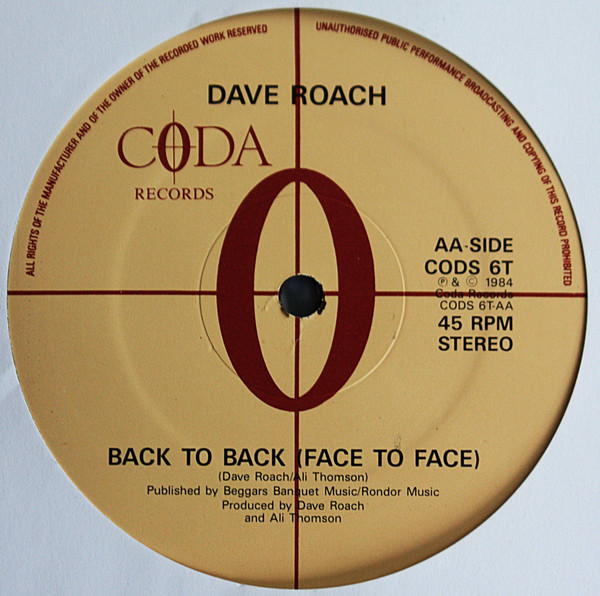 ALL RIGHTS OF THE MANUFACTURER AND OF THE OWNER OF THE RECORDED WORK RESERVED
UNAUTHORISED PUBLIC PERFORMANCE BROADCASTING AND COPYING OF THIS RECORD PROHIBITED
DAVE ROACH
CODA
RECORDS
AA-SIDE
CODS 6T
℗ & © 1984
Coda Records
CODS 6T-AA
45 RPM
STEREO
BACK TO BACK (FACE TO FACE)
(Dave Roach/Ali Thomson)
Published by Beggars Banquet Music/Rondor Music
Produced by Dave Roach
and Ali Thomson